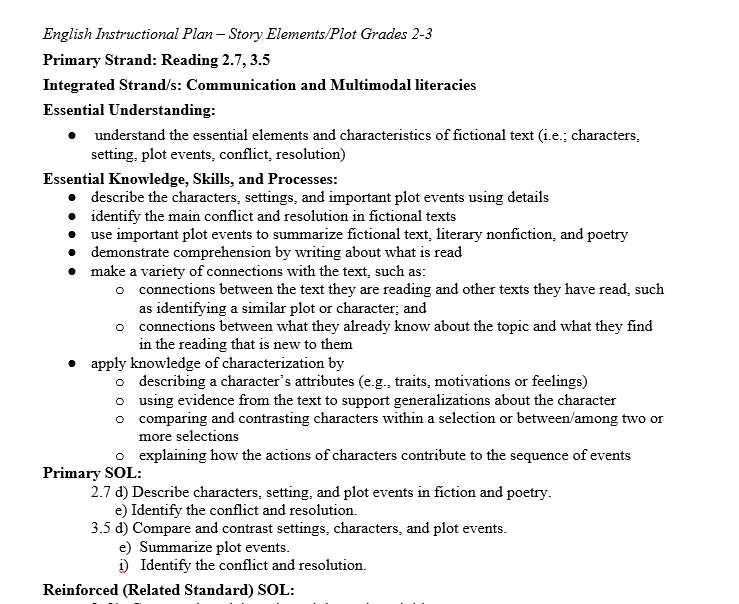 English Instructional Plan – Story Elements/Plot Grades 2-3
Primary Strand: Reading 2.7, 3.5
Integrated Strand/s: Communication and Multimodal literacies
Essential Understanding:
● understand the essential elements and characteristics of fictional text (i.e.; characters,
setting, plot events, conflict, resolution)
Essential Knowledge, Skills, and Processes:
● describe the characters, settings, and important plot events using details
● identify the main conflict and resolution in fictional texts
● use important plot events to summarize fictional text, literary nonfiction, and poetry
● demonstrate comprehension by writing about what is read
● make a variety of connections with the text, such as:
o connections between the text they are reading and other texts they have read, such
as identifying a similar plot or character; and
o connections between what they already know about the topic and what they find
in the reading that is new to them
● apply knowledge of characterization by
o describing a character's attributes (e.g., traits, motivations or feelings)
o using evidence from the text to support generalizations about the character
o comparing and contrasting characters within a selection or between/among two or
more selections
o explaining how the actions of characters contribute to the sequence of events
Primary SOL:
2.7 d) Describe characters, setting, and plot events in fiction and poetry.
e) Identify the conflict and resolution.
3.5 d) Compare and contrast settings, characters, and plot events.
e) Summarize plot events.
i) Identify the conflict and resolution.
Reinforced (Related Standard) SOL: